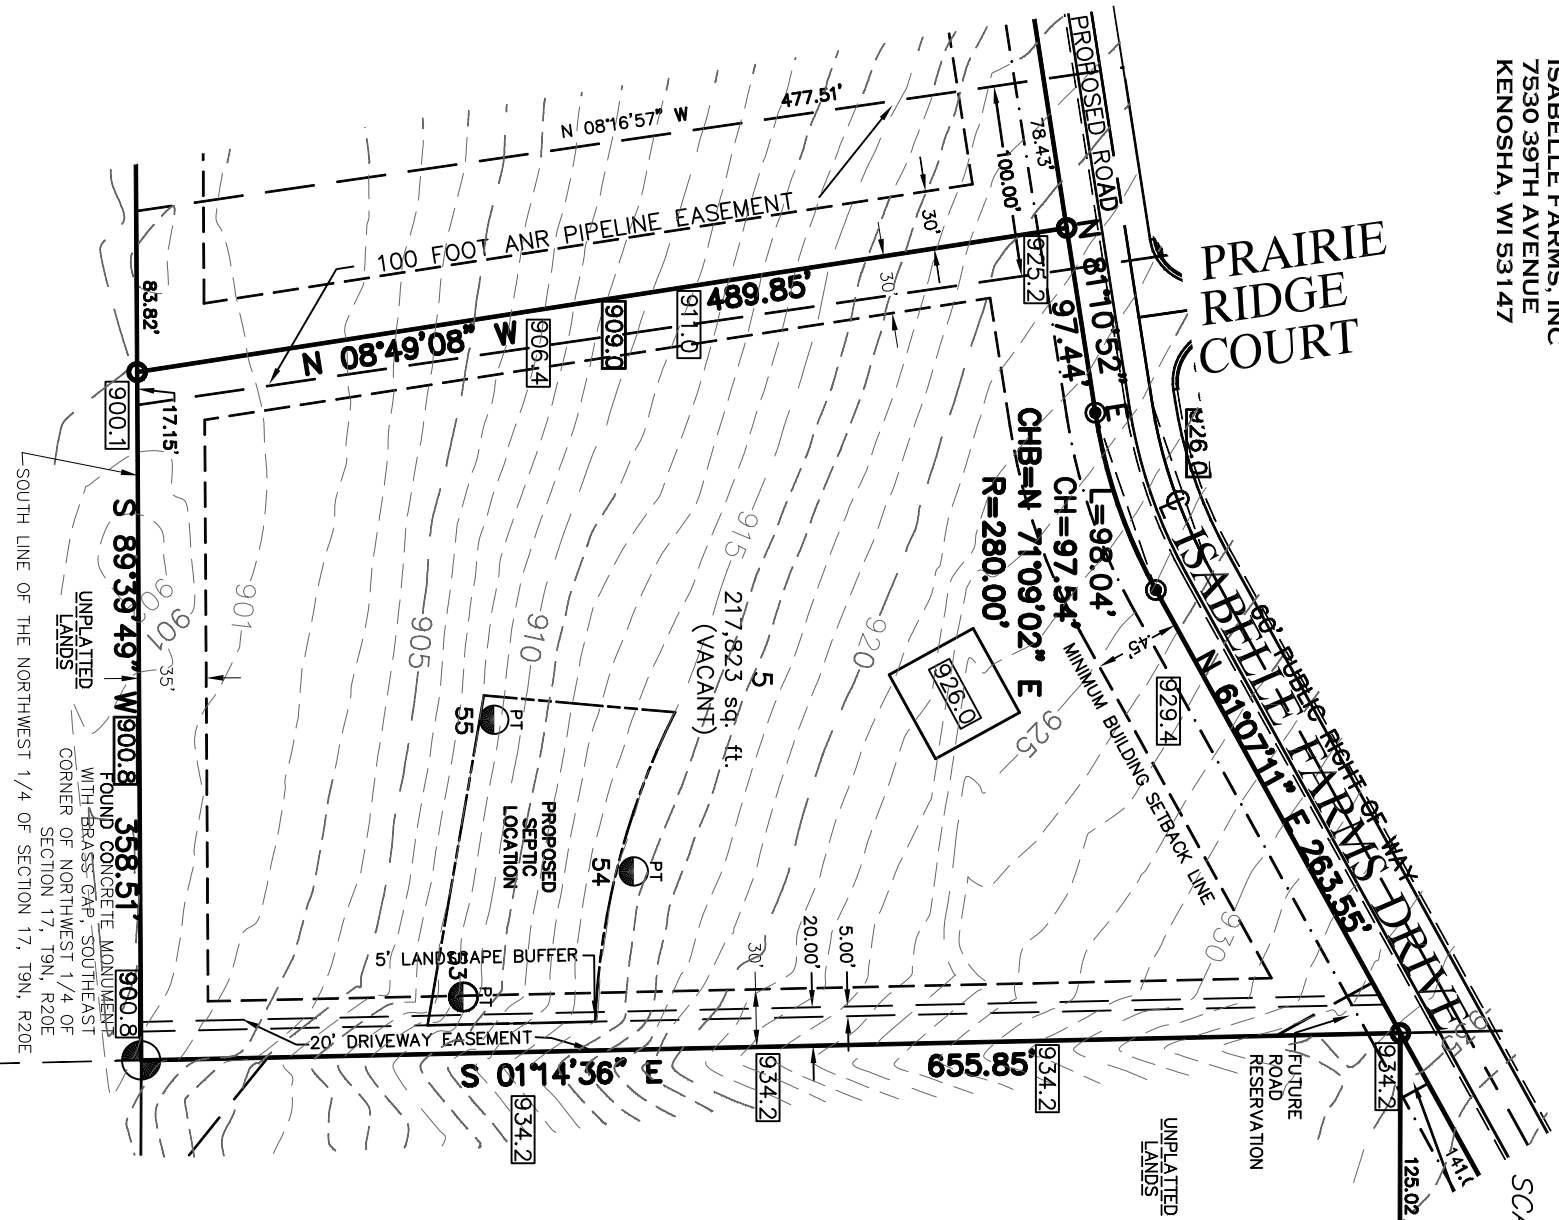 ISABELLE FARMS, INC
7530 39TH AVENUE
KENOSHA, WI 53147
PROPOSED ROAD
PRAIRIE
RIDGE
COURT
477.51'
N 08°16'57" W
78.43'
100.00'
30'
925.2
100 FOOT ANR PIPELINE EASEMENT
30'
N 81°10'52" E
97.44'
489.85'
N 08°49'08" W
911.0
909.0
906.4
83.82'
900.1
17.15'
926.0
L=98.04'
CH=97.54'
CHB=N 71°09'02" E
R=280.00'
ISABELLE FARMS DRIVE
60' PUBLIC RIGHT OF WAY
45'
MINIMUM BUILDING SETBACK LINE
929.4
N 61°07'11" E 263.55'
915
920
925
930
935
910
905
901
901
5
217,823 sq. ft.
(VACANT)
926.0
PT
55
PT
54
PT
53
PROPOSED
SEPTIC
LOCATION
5' LANDSCAPE BUFFER
20.00'
5.00'
30'
20' DRIVEWAY EASEMENT
S 01°14'36" E
655.85'
934.2
934.2
934.2
934.2
FUTURE
ROAD
RESERVATION
UNPLATTED
LANDS
141.
125.02
S 89°39'49" W
358.51'
35'
900.8
900.8
UNPLATTED
LANDS
FOUND CONCRETE MONUMENT
WITH BRASS CAP, SOUTHEAST
CORNER OF NORTHWEST 1/4 OF
SECTION 17, T9N, R20E
SOUTH LINE OF THE NORTHWEST 1/4 OF SECTION 17, T9N, R20E